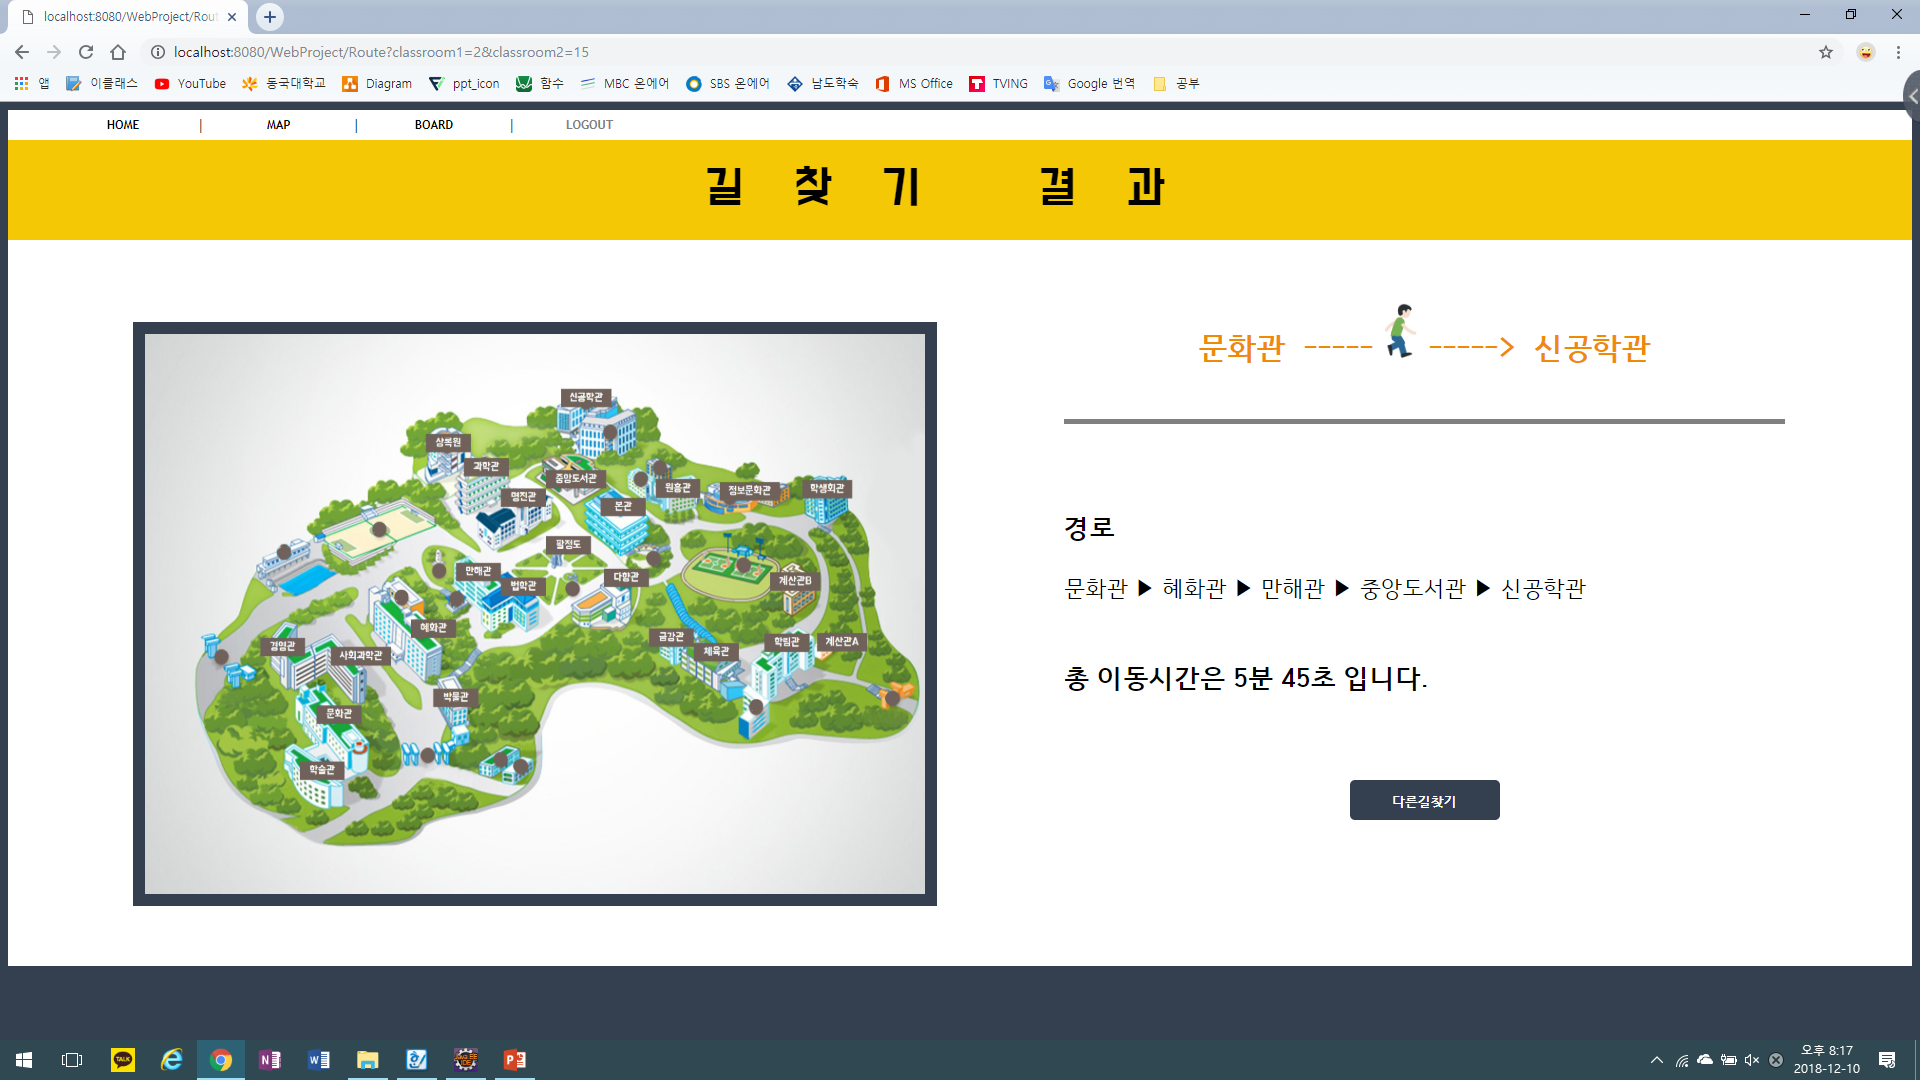 localhost:8080/WebProject/Rout
localhost:8080/WebProject/Route?classroom1=2&classroom2=15
앱 이클래스 YouTube 동국대학교 Diagram ppt_icon 함수 MBC 온에어 SBS 온에어 남도학숙 MS Office TVING Google 번역 공부
HOME | MAP | BOARD | LOGOUT
길 찾 기 결 과
문화관 -----  -----> 신공학관
경로
문화관 ▶ 혜화관 ▶ 만해관 ▶ 중앙도서관 ▶ 신공학관
총 이동시간은 5분 45초 입니다.
다른길찾기
신공학관
상록원
과학관
중앙도서관
명진관
본관
원흥관
정보문화관
학생회관
팔정도
만해관
법학관
다향관
계산관B
혜화관
경영관
사회과학관
금강관
체육관
학림관
계산관A
박물관
문화관
학술관
TALK
오후 8:17
2018-12-10